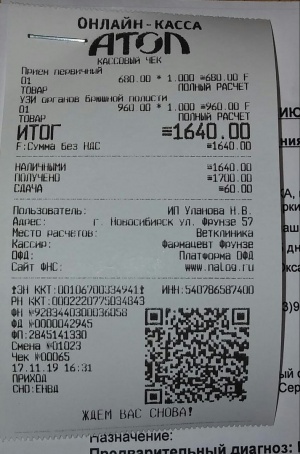 ОНЛАЙН-КАССА
АТОЛ
КАССОВЫЙ ЧЕК
Прием первичный
680.00 * 1.000 =680.00 F
01 ПОЛНЫЙ РАСЧЕТ
ТОВАР
УЗИ органов брюшной полости
960.00 * 1.000 =960.00 F
01 ПОЛНЫЙ РАСЧЕТ
ТОВАР
ИТОГ =1640.00
F:Сумма без НДС =1640.00
НАЛИЧНЫМИ =1640.00
ПОЛУЧЕНО =1700.00
СДАЧА =60.00
Пользователь: ИП Уланова Н.В.
Адрес: г. Новосибирск ул. Фрунзе 57
Место расчетов: Ветклиника
Кассир: Фармацевт Фрунзе
ОФД: Платформа ОФД
Сайт ФНС: www.nalog.ru
ЗН ККТ:00106700334941 ИНН:540786587400
РН ККТ:0002220775034843
ФН №9283440300036058
ФД №0000042945
ФП:2845141330
Смена №01023
Чек №00065
17.11.19 16:31
ПРИХОД
СНО:ЕНВД
ЖДЕМ ВАС СНОВА!
Назначение:
Предварительный диагноз: